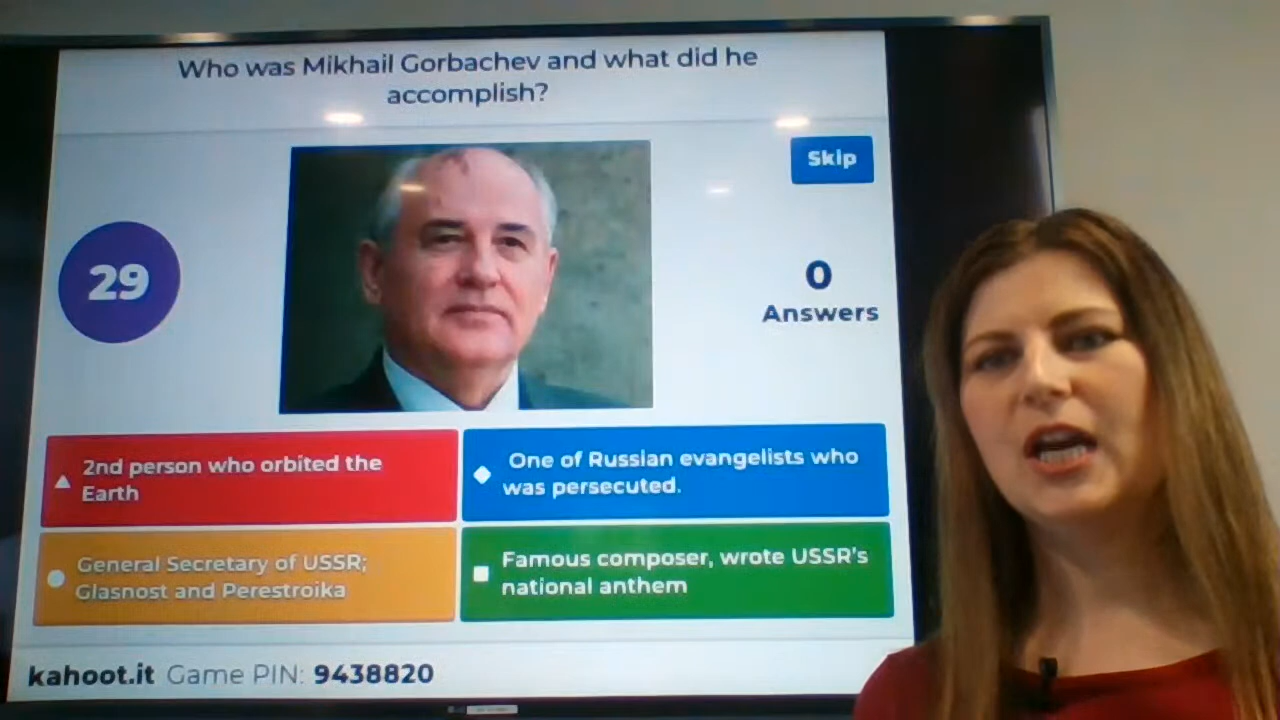 Who was Mikhail Gorbachev and what did he
accomplish?
Skip
29
0
Answers
2nd person who orbited the
Earth
One of Russian evangelists who
was persecuted.
General Secretary of USSR;
Glasnost and Perestroika
Famous composer, wrote USSR's
national anthem
kahoot.it Game PIN: 9438820